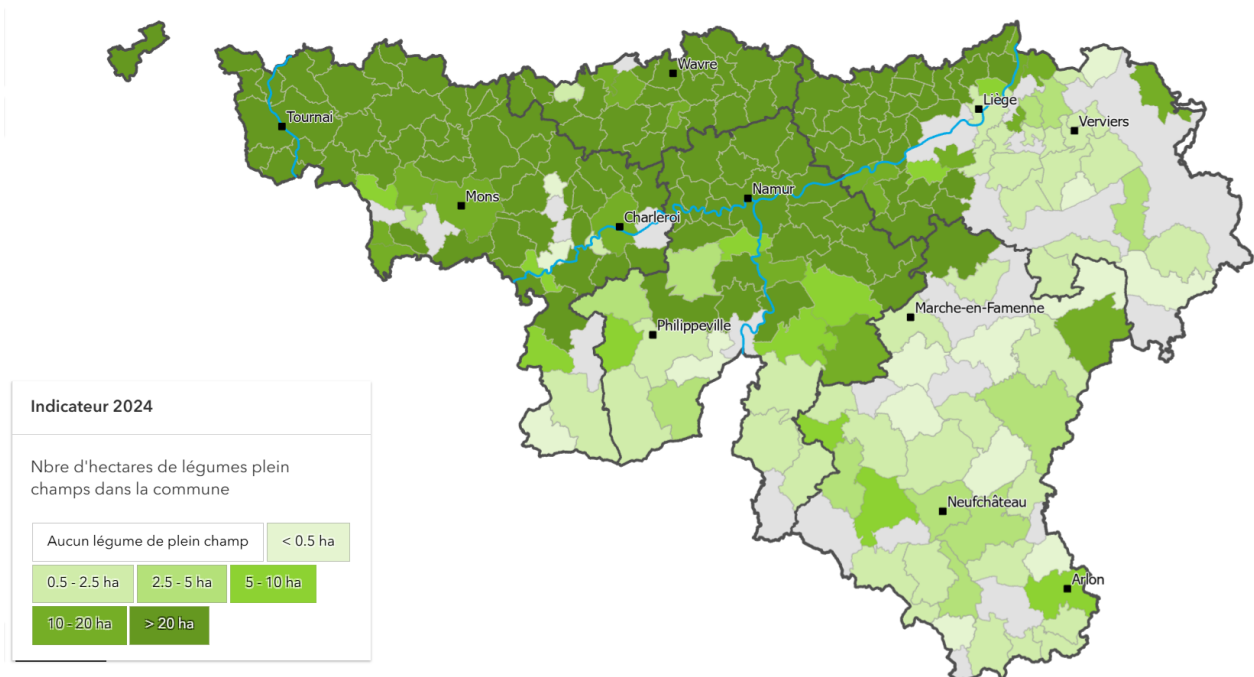 Wavre
Tournai
Liège
Verviers
Mons
Namur
Charleroi
Marche-en-Famenne
Philippeville
Indicateur 2024
Nbre d'hectares de légumes plein
champs dans la commune
Aucun légume de plein champ
< 0.5 ha
0.5 - 2.5 ha
2.5 - 5 ha
5 - 10 ha
10 - 20 ha
> 20 ha
Neufchâteau
Arlon